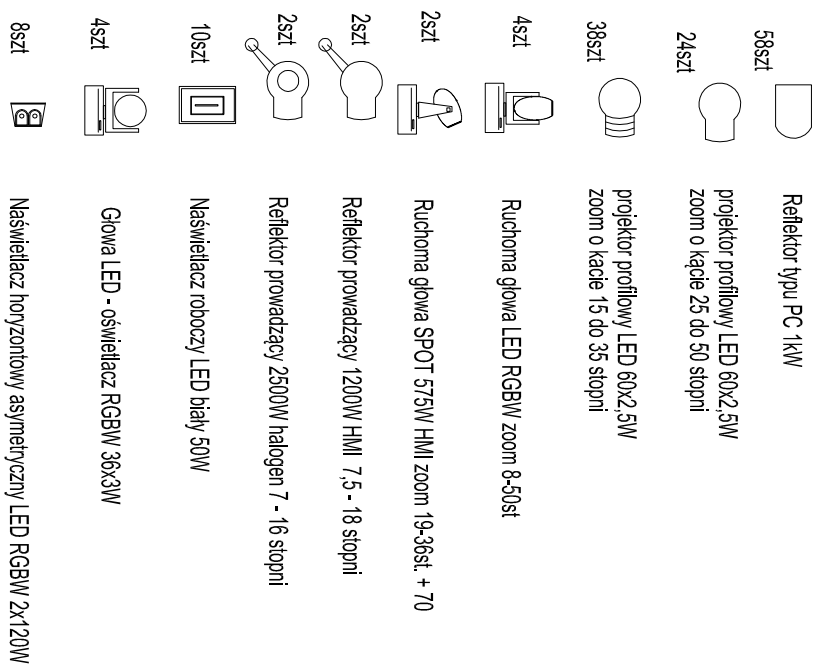 58szt
Reflektor typu PC 1kW
24szt
projektor profilowy LED 60x2,5W
zoom o kącie 25 do 50 stopni
38szt
projektor profilowy LED 60x2,5W
zoom o kacie 15 do 35 stopni
4szt
Ruchoma głowa LED RGBW zoom 8-50st
2szt
Ruchoma głowa SPOT 575W HMI zoom 19-36st. + 70
2szt
Reflektor prowadzący 1200W HMI 7,5 - 18 stopni
2szt
Reflektor prowadzący 2500W halogen 7 - 16 stopni
10szt
Naświetlacz roboczy LED biały 50W
4szt
Głowa LED - oświetlacz RGBW 36x3W
8szt
Naświetlacz horyzontowy asymetryczny LED RGBW 2x120W